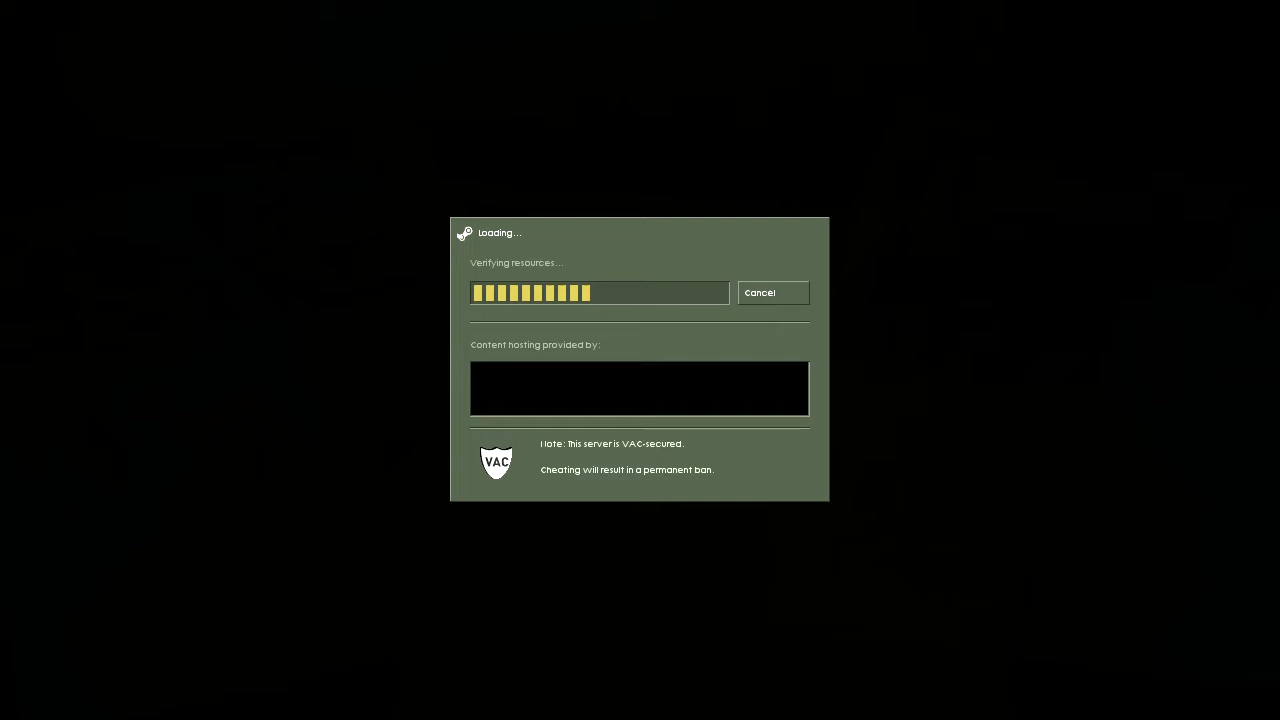 Loading...
Verifying resources...
Cancel
Content hosting provided by:
Note: This server is VAC-secured.
VAC
Cheating will result in a permanent ban.